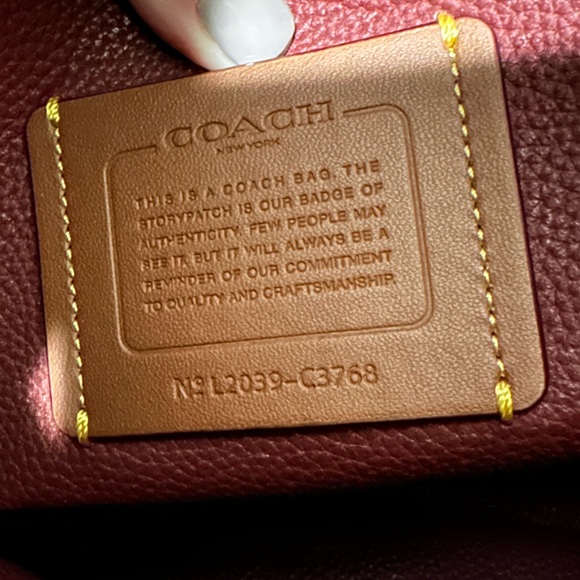 COACH
NEW YORK
THIS IS A COACH BAG. THE
STORYPATCH IS OUR BADGE OF
AUTHENTICITY. FEW PEOPLE MAY
SEE IT, BUT IT WILL ALWAYS BE A
REMINDER OF OUR COMMITMENT
TO QUALITY AND CRAFTSMANSHIP.
Nº L2039-C3768